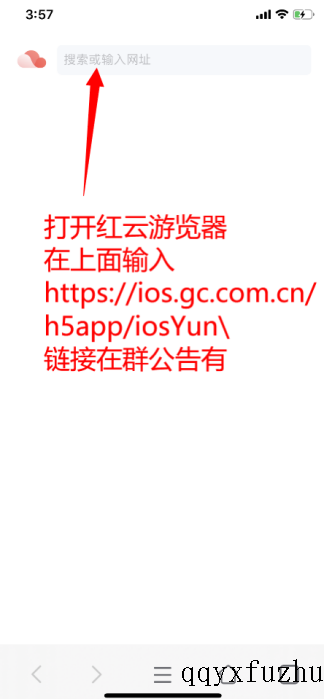 3:57
搜索或输入网址
打开红云游览器
在上面输入
https://ios.gc.com.cn/
h5app/iosYun\
链接在群公告有
qqyxfuzhu